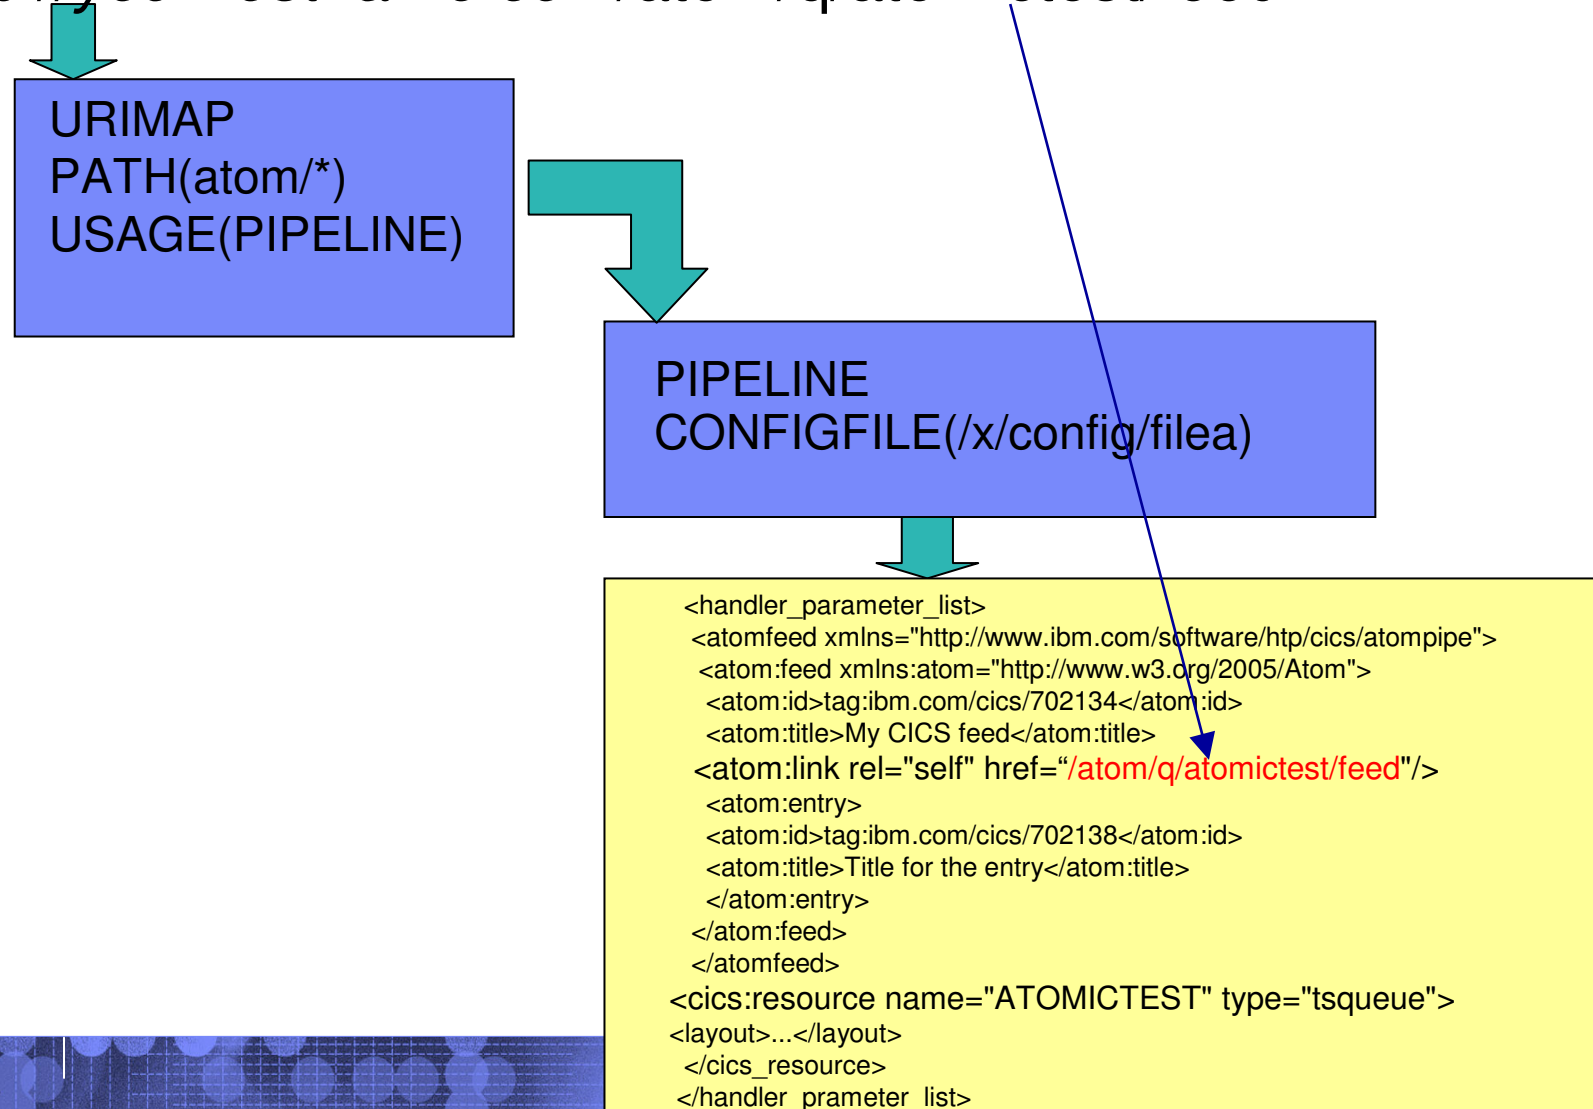 URIMAP
PATH(atom/*)
USAGE(PIPELINE)
PIPELINE
CONFIGFILE(/x/config/filea)
<handler_parameter_list>
<atomfeed xmlns="http://www.ibm.com/software/htp/cics/atompipe">
<atom:feed xmlns:atom="http://www.w3.org/2005/Atom">
<atom:id>tag:ibm.com/cics/702134</atom:id>
<atom:title>My CICS feed</atom:title>
<atom:link rel="self" href=“/atom/q/atomictest/feed"/>
<atom:entry>
<atom:id>tag:ibm.com/cics/702138</atom:id>
<atom:title>Title for the entry</atom:title>
</atom:entry>
</atom:feed>
</atomfeed>
<cics:resource name="ATOMICTEST" type="tsqueue">
<layout>...</layout>
</cics_resource>
</handler_prameter_list>